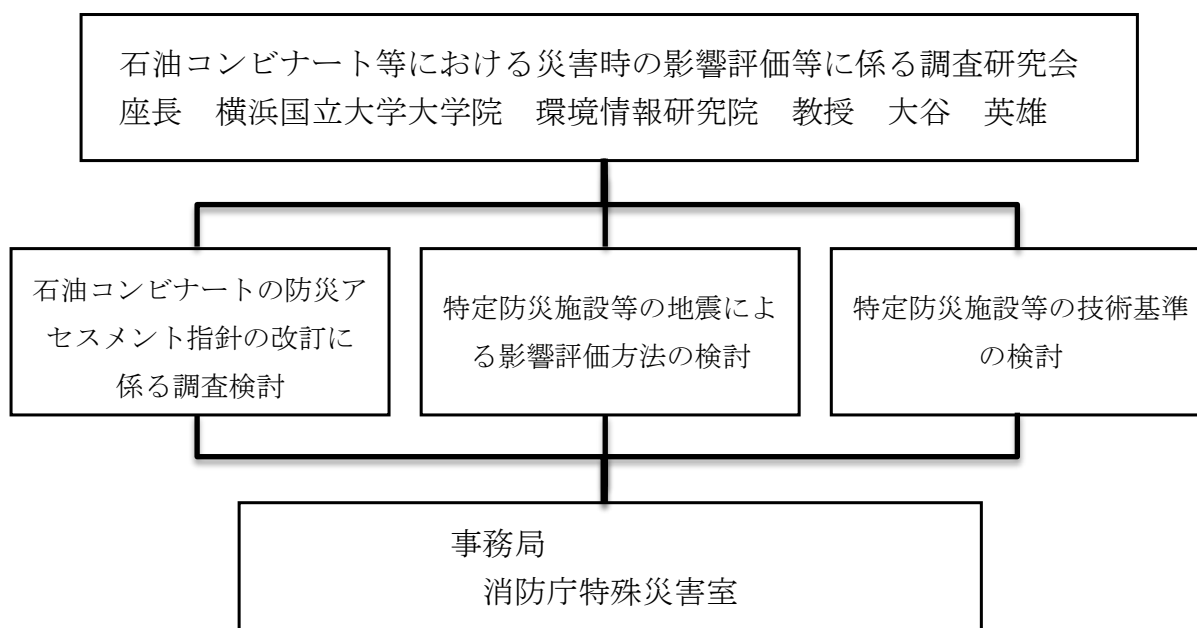 石油コンビナート等における災害時の影響評価等に係る調査研究会
座長　横浜国立大学大学院　環境情報研究院　教授　大谷　英雄
石油コンビナートの防災ア
セスメント指針の改訂に
係る調査検討
特定防災施設等の地震によ
る影響評価方法の検討
特定防災施設等の技術基準
の検討
事務局
消防庁特殊災害室